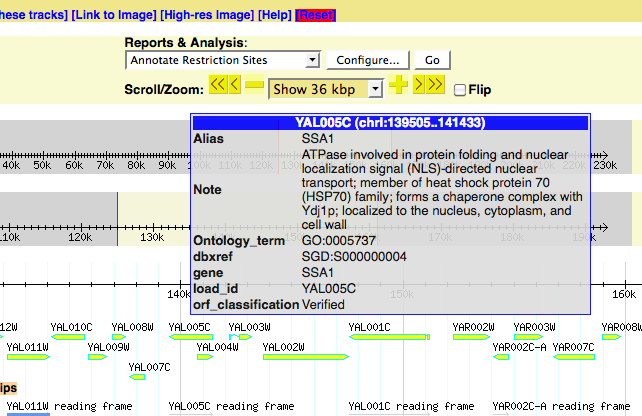 hese tracks] [Link to Image] [High-res Image] [Help] [Reset]
Reports & Analysis:
Annotate Restriction Sites Configure... Go
Scroll/Zoom: Show 36 kbp Flip
YAL005C (chrI:139505..141433)
Alias SSA1
Note ATPase involved in protein folding and nuclear
localization signal (NLS)-directed nuclear
transport; member of heat shock protein 70
(HSP70) family; forms a chaperone complex with
Ydj1p; localized to the nucleus, cytoplasm, and
cell wall
Ontology_term GO:0005737
dbxref SGD:S000000004
gene SSA1
load_id YAL005C
orf_classification Verified
40k 50k 60k 70k 80k 90k 230k
110k 120k 130k 140k 150k 170k 180k 190k 200k
140k 150k 160k
12W YAL010C YAL008W YAL005C YAL003W YAL001C YAR002W YAR003W YAR008W
YAL009W YAL004W YAL002W YAR002C-A YAR007C
YAL007C
ips
YAL011W reading frame YAL005C reading frame YAL001C reading frame YAR002C-A reading frame